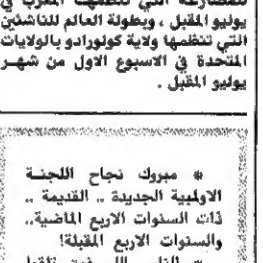 للمصارعة التي تنظمها المغرب في
يوليو المقبل ، وبطولة العالم للناشئين
التي تنظمها ولاية كولورادو بالولايات
المتحدة في الاسبوع الاول من شهر
يوليو المقبل .
* مبروك نجاح اللجنة
الاولمبية الجديدة .. القديمة ..
ذات السنوات الاربع الماضية..
والسنوات الاربع المقبلة!